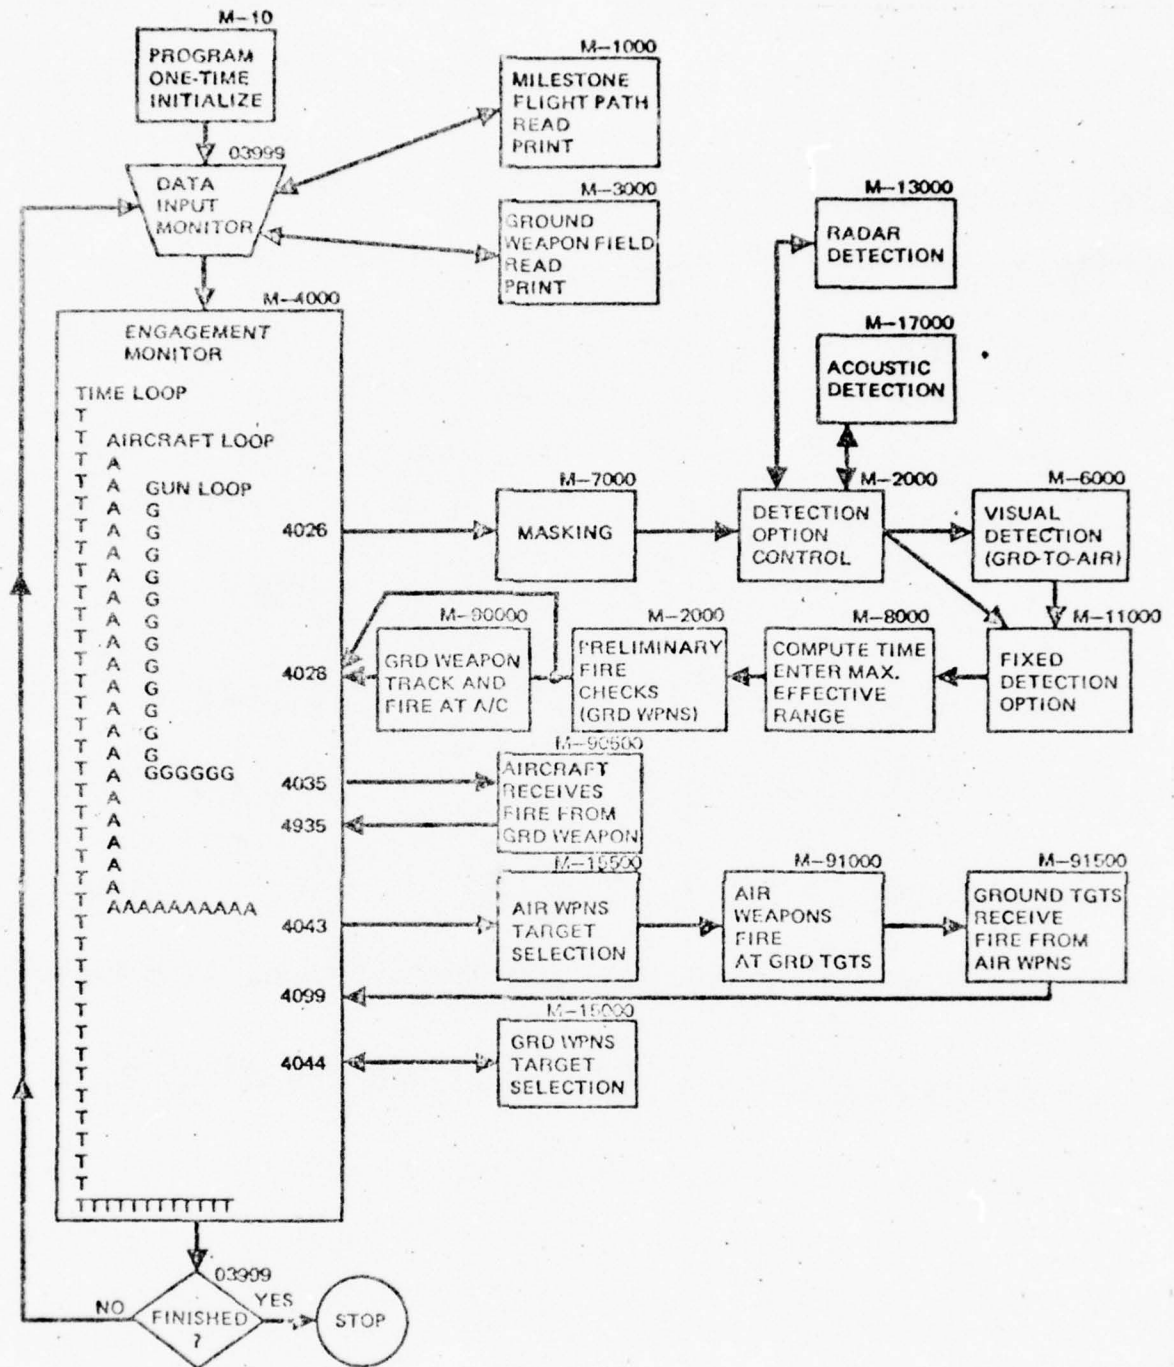 M-10
PROGRAM
ONE-TIME
INITIALIZE
M-1000
MILESTONE
FLIGHT PATH
READ
PRINT
03999
DATA
INPUT
MONITOR
M-3000
GROUND
WEAPON FIELD
READ
PRINT
M-13000
RADAR
DETECTION
M-17000
ACOUSTIC
DETECTION
M-4000
ENGAGEMENT
MONITOR
TIME LOOP
T
T AIRCRAFT LOOP
T A
T A GUN LOOP
T A G
T A G
T A G
T A G
T A G
T A G
T A G
T A G
T A G
T A G
T A G
T A G
T A GGGGGG
T A
T A
T A
T A
T A
T AAAAAAAAAA
T
T
T
T
T
T
T
T
T
T
T
T
TTTTTTTTTTTT
4026
M-7000
MASKING
M-2000
DETECTION
OPTION
CONTROL
M-6000
VISUAL
DETECTION
(GRD-TO-AIR)
4028
M-90000
GRD WEAPON
TRACK AND
FIRE AT A/C
M-2000
PRELIMINARY
FIRE
CHECKS
(GRD WPNS)
M-8000
COMPUTE TIME
ENTER MAX.
EFFECTIVE
RANGE
M-11000
FIXED
DETECTION
OPTION
4035
4935
M-90500
AIRCRAFT
RECEIVES
FIRE FROM
GRD WEAPON
4043
M-15500
AIR WPNS
TARGET
SELECTION
M-91000
AIR
WEAPONS
FIRE
AT GRD TGTS
M-91500
GROUND TGTS
RECEIVE
FIRE FROM
AIR WPNS
4099
4044
M-15000
GRD WPNS
TARGET
SELECTION
03999
FINISHED
?
NO
YES
STOP